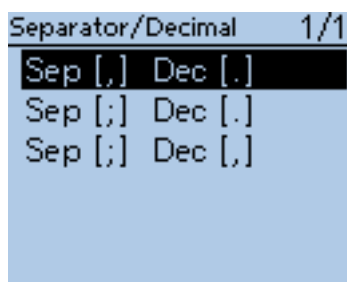 Separator/Decimal 1/1
Sep [,] Dec [.]
Sep [;] Dec [.]
Sep [;] Dec [,]